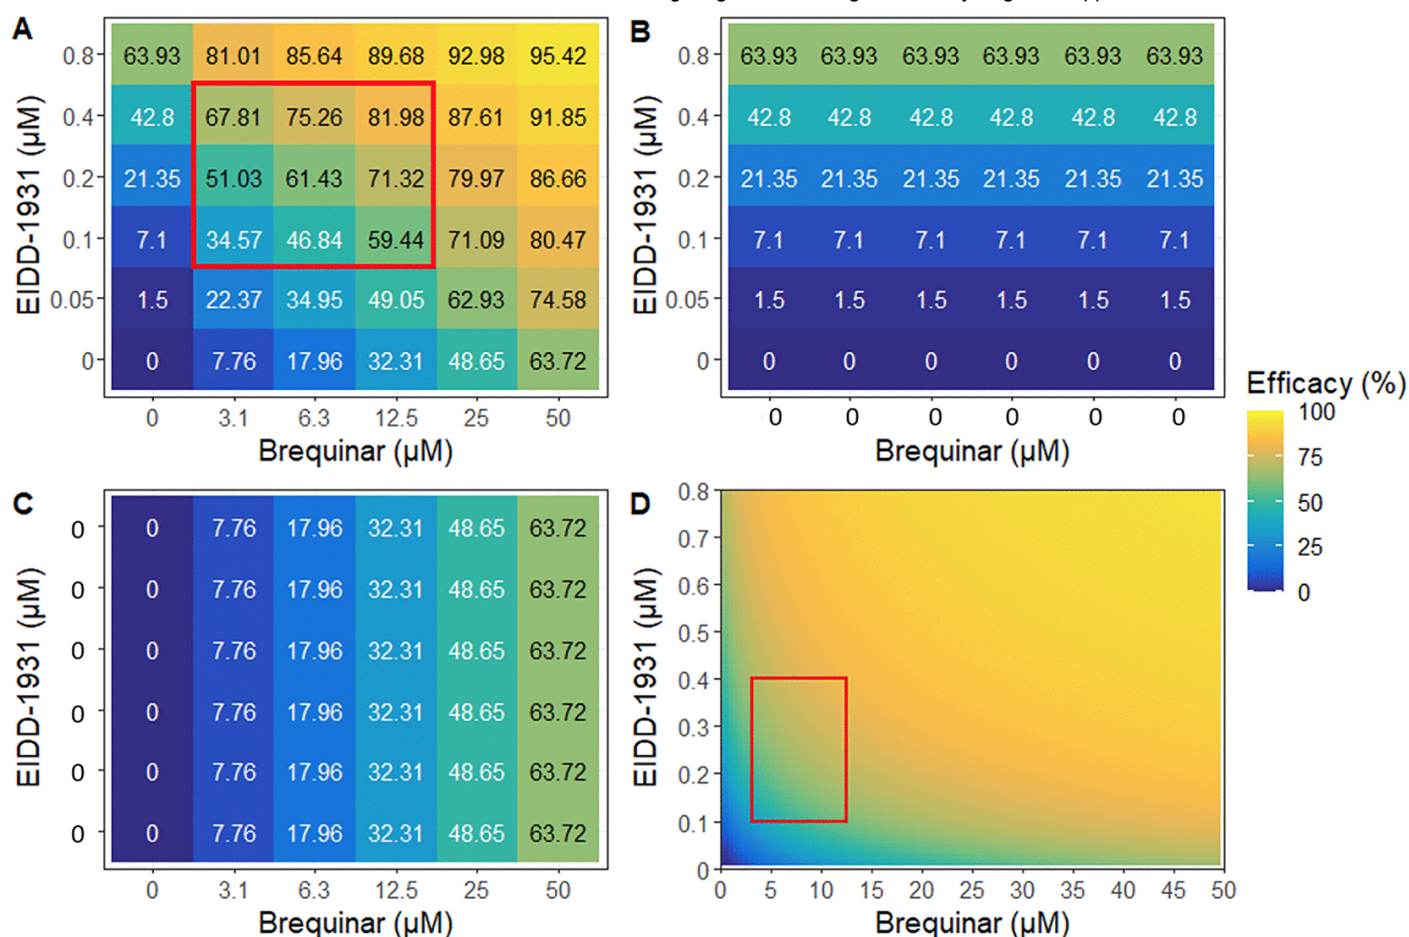 A
EIDD-1931 (µM)
0.8 63.93 81.01 85.64 89.68 92.98 95.42
0.4 42.8 67.81 75.26 81.98 87.61 91.85
0.2 21.35 51.03 61.43 71.32 79.97 86.66
0.1 7.1 34.57 46.84 59.44 71.09 80.47
0.05 1.5 22.37 34.95 49.05 62.93 74.58
0 0 7.76 17.96 32.31 48.65 63.72
0 3.1 6.3 12.5 25 50
Brequinar (µM)
B
EIDD-1931 (µM)
0.8 63.93 63.93 63.93 63.93 63.93 63.93
0.4 42.8 42.8 42.8 42.8 42.8 42.8
0.2 21.35 21.35 21.35 21.35 21.35 21.35
0.1 7.1 7.1 7.1 7.1 7.1 7.1
0.05 1.5 1.5 1.5 1.5 1.5 1.5
0 0 0 0 0 0 0
0 0 0 0 0 0
Brequinar (µM)
Efficacy (%)
100
75
50
25
0
C
EIDD-1931 (µM)
0 0 7.76 17.96 32.31 48.65 63.72
0 0 7.76 17.96 32.31 48.65 63.72
0 0 7.76 17.96 32.31 48.65 63.72
0 0 7.76 17.96 32.31 48.65 63.72
0 0 7.76 17.96 32.31 48.65 63.72
0 0 7.76 17.96 32.31 48.65 63.72
0 3.1 6.3 12.5 25 50
Brequinar (µM)
D
EIDD-1931 (µM)
0.8
0.7
0.6
0.5
0.4
0.3
0.2
0.1
0
0 5 10 15 20 25 30 35 40 45 50
Brequinar (µM)